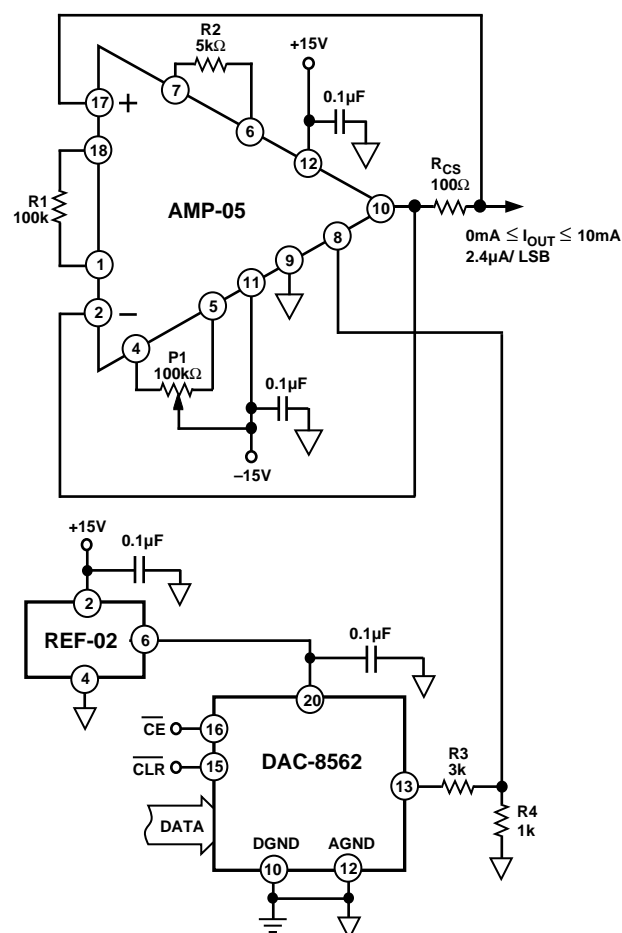 R2
5kΩ
+15V
0.1µF
7
6
17
+
18
12
RCS
100Ω
R1
100k
AMP-05
10
8
0mA ≤ IOUT ≤ 10mA
2.4µA/ LSB
1
9
11
2
–
5
4
P1
100kΩ
0.1µF
–15V
+15V
0.1µF
2
REF-02
6
4
0.1µF
20
CE
16
CLR
15
DAC-8562
13
R3
3k
R4
1k
DATA
DGND
AGND
10
12